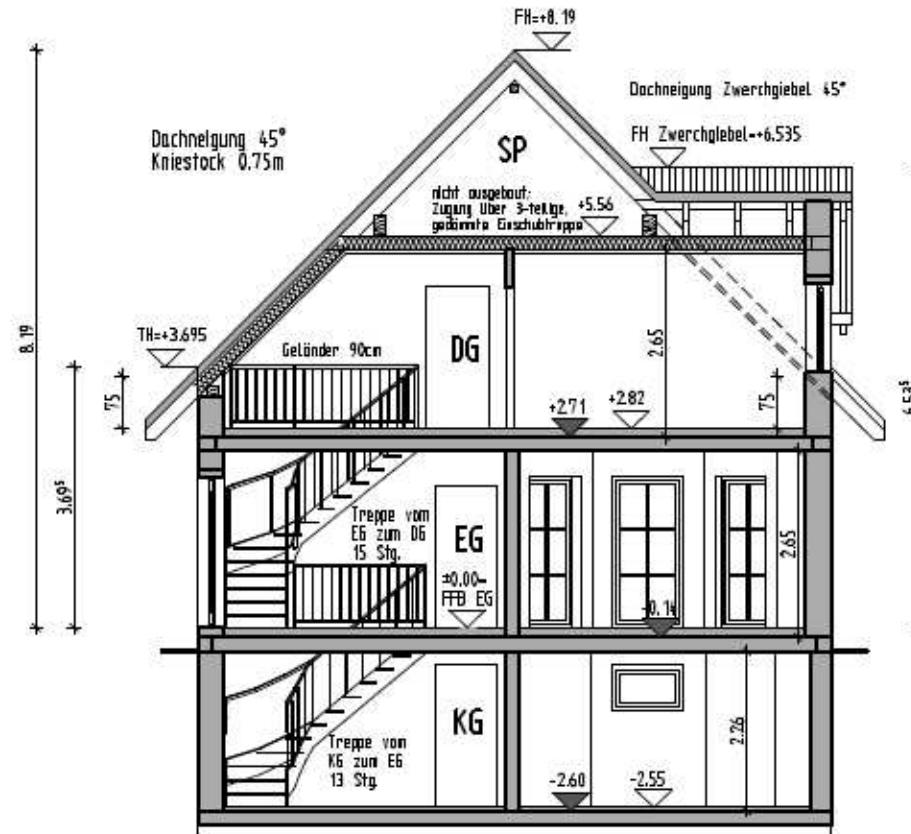 FH=+8.19
Dachneigung Zwerchgiebel 45°
FH Zwerchgiebel=+6.535
Dachneigung 45°
Kniestock 0.75m
SP
nicht ausgebaut;
Zugang über 3-teilige,
gedämmte Einschubtreppe
+5.56
8.19
TH=+3.695
Geländer 90cm
DG
2.65
75
+2.71
+2.82
75
3.69⁵
Treppe vom
EG zum DG
15 Stg.
EG
±0.00=
FFB EG
-0.14
2.65
KG
Treppe vom
KG zum EG
13 Stg.
2.26
-2.60
-2.55